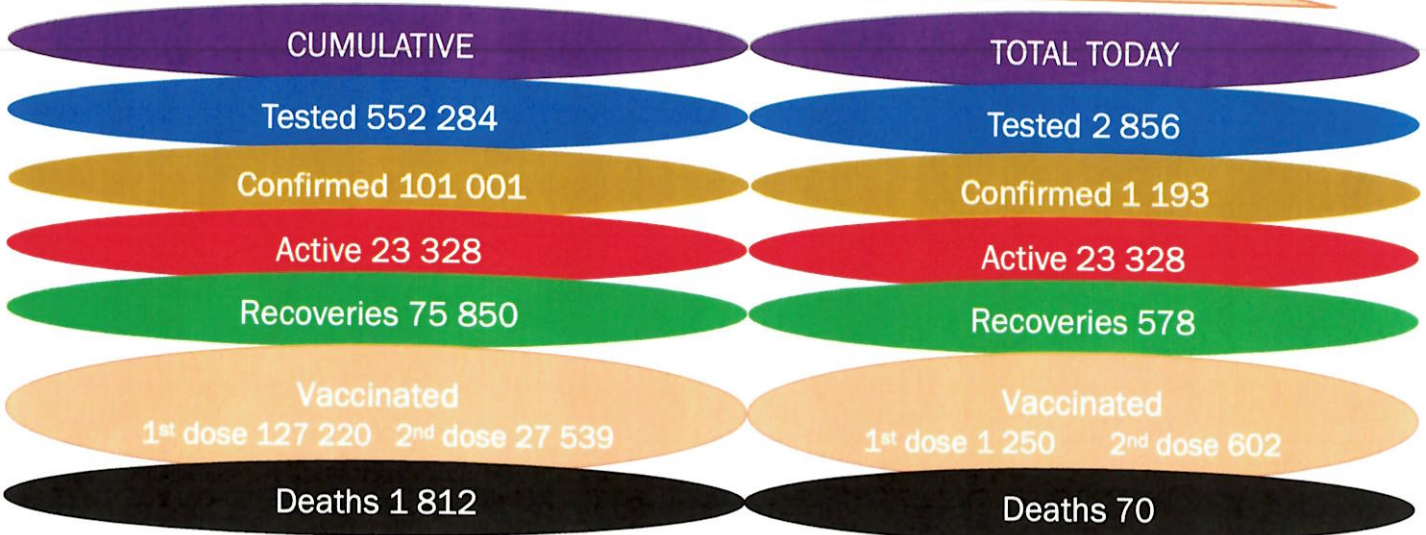 CUMULATIVE
Tested 552 284
Confirmed 101 001
Active 23 328
Recoveries 75 850
Vaccinated
1st dose 127 220 2nd dose 27 539
Deaths 1 812
TOTAL TODAY
Tested 2 856
Confirmed 1 193
Active 23 328
Recoveries 578
Vaccinated
1st dose 1 250 2nd dose 602
Deaths 70